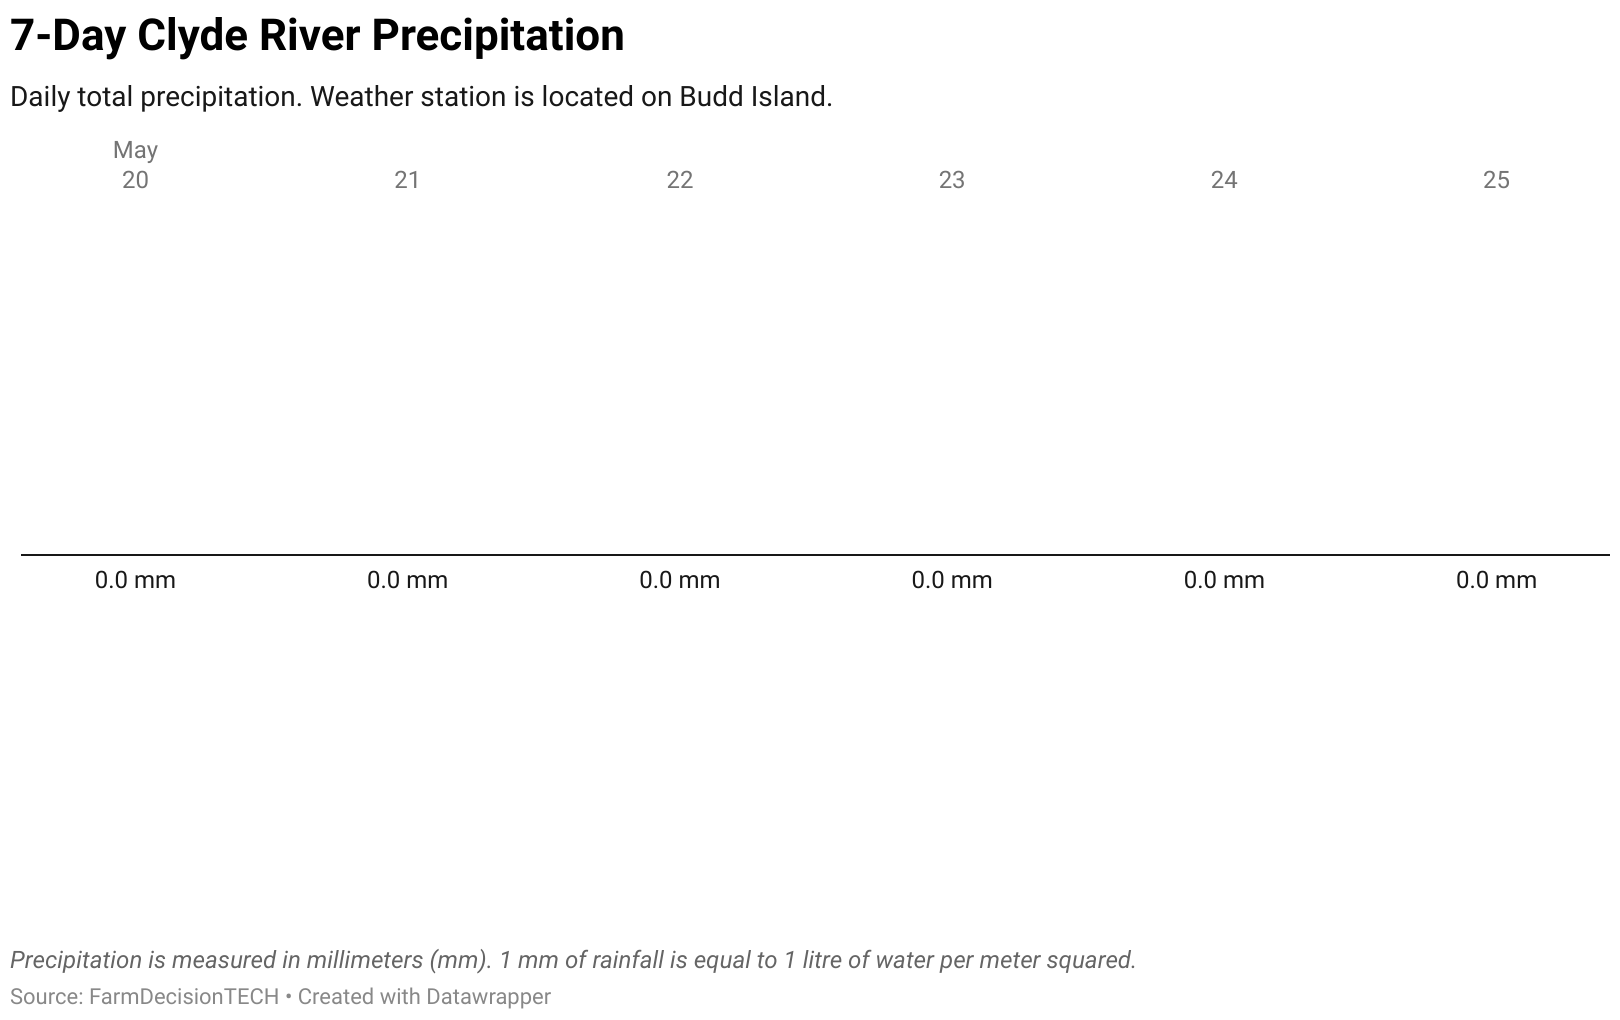 7-Day Clyde River Precipitation
Daily total precipitation. Weather station is located on Budd Island.
May
20 21 22 23 24 25
0.0 mm 0.0 mm 0.0 mm 0.0 mm 0.0 mm 0.0 mm
Precipitation is measured in millimeters (mm). 1 mm of rainfall is equal to 1 litre of water per meter squared.
Source: FarmDecisionTECH • Created with Datawrapper